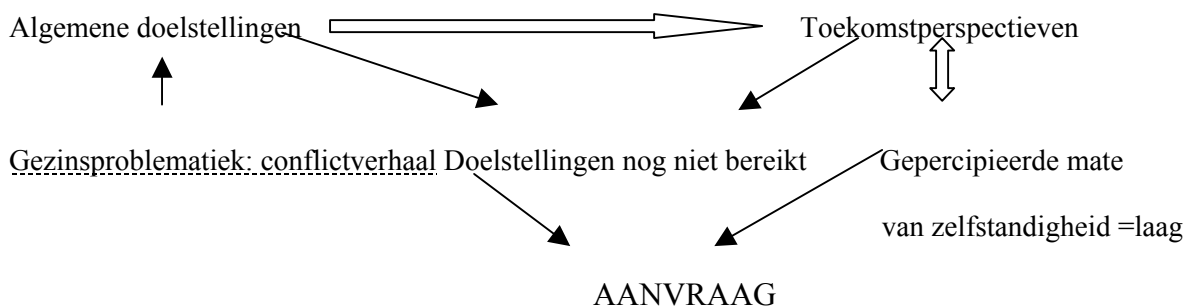 Algemene doelstellingen Toekomstperspectieven
Gezinsproblematiek: conflictverhaal Doelstellingen nog niet bereikt Gepercipieerde mate
van zelfstandigheid =laag
AANVRAAG